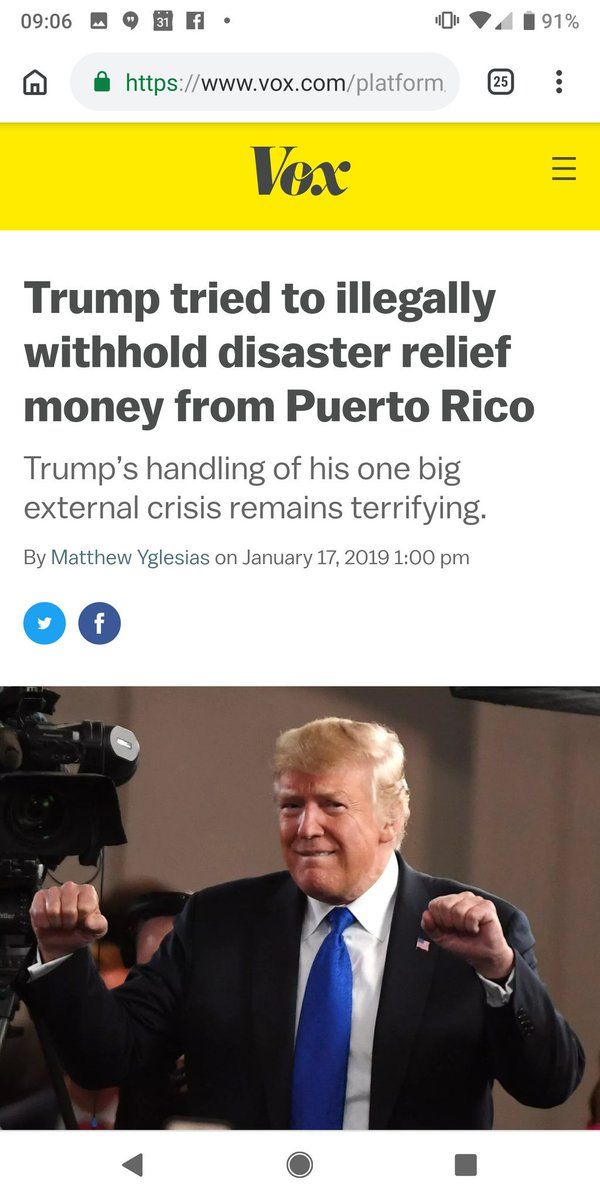 09:06 31 91%
https://www.vox.com/platform 25
Vox
Trump tried to illegally
withhold disaster relief
money from Puerto Rico
Trump’s handling of his one big
external crisis remains terrifying.
By Matthew Yglesias on January 17, 2019 1:00 pm